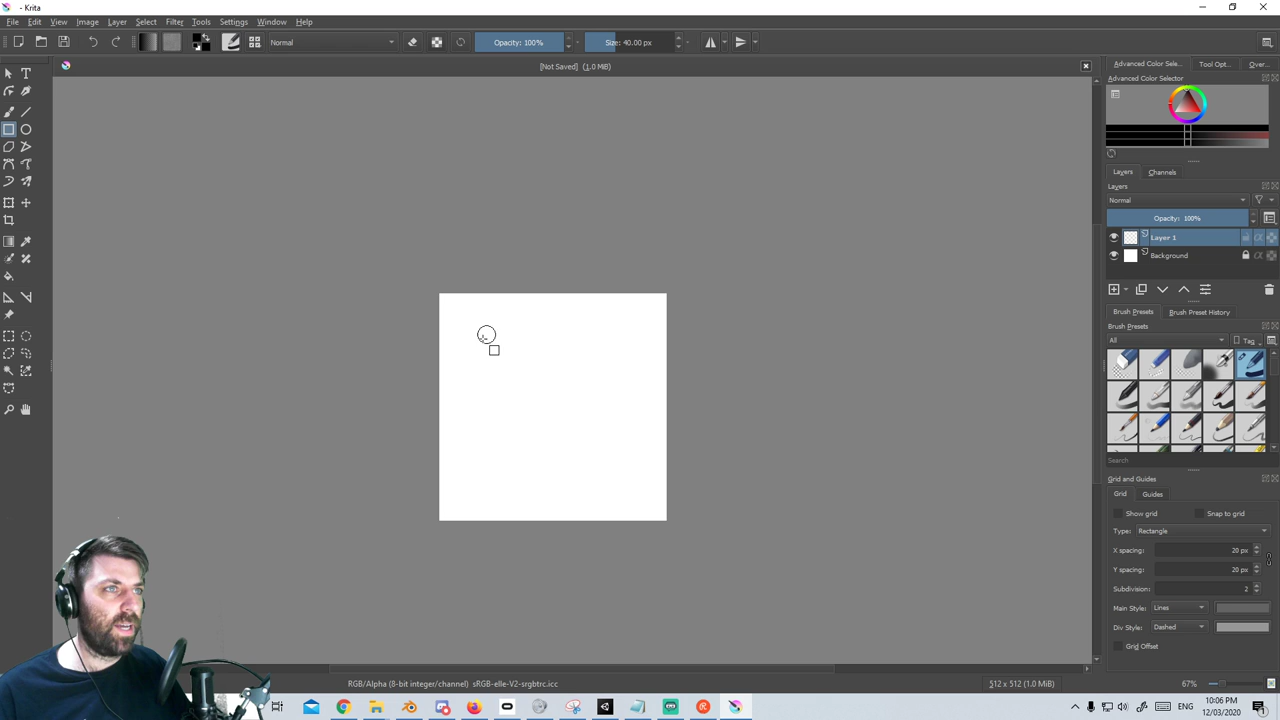 - Krita
File Edit View Image Layer Select Filter Tools Settings Window Help
Normal Opacity: 100% Size: 40.00 px
[Not Saved] (1.0 MiB)
Advanced Color Sele... Tool Opt... Over...
Advanced Color Selector
Layers Channels
Layers
Normal
Opacity: 100%
Layer 1
Background
Brush Presets Brush Preset History
Brush Presets
All Tag
Search
Grid and Guides
Grid Guides
Show grid Snap to grid
Type: Rectangle
X spacing: 20 px
Y spacing: 20 px
Subdivision: 2
Main Style: Lines
Div Style: Dashed
Grid Offset
RGB/Alpha (8-bit integer/channel) sRGB-elle-V2-srgbtrc.icc 512 x 512 (1.0 MiB) 67%
ENG 10:06 PM
12/03/2020